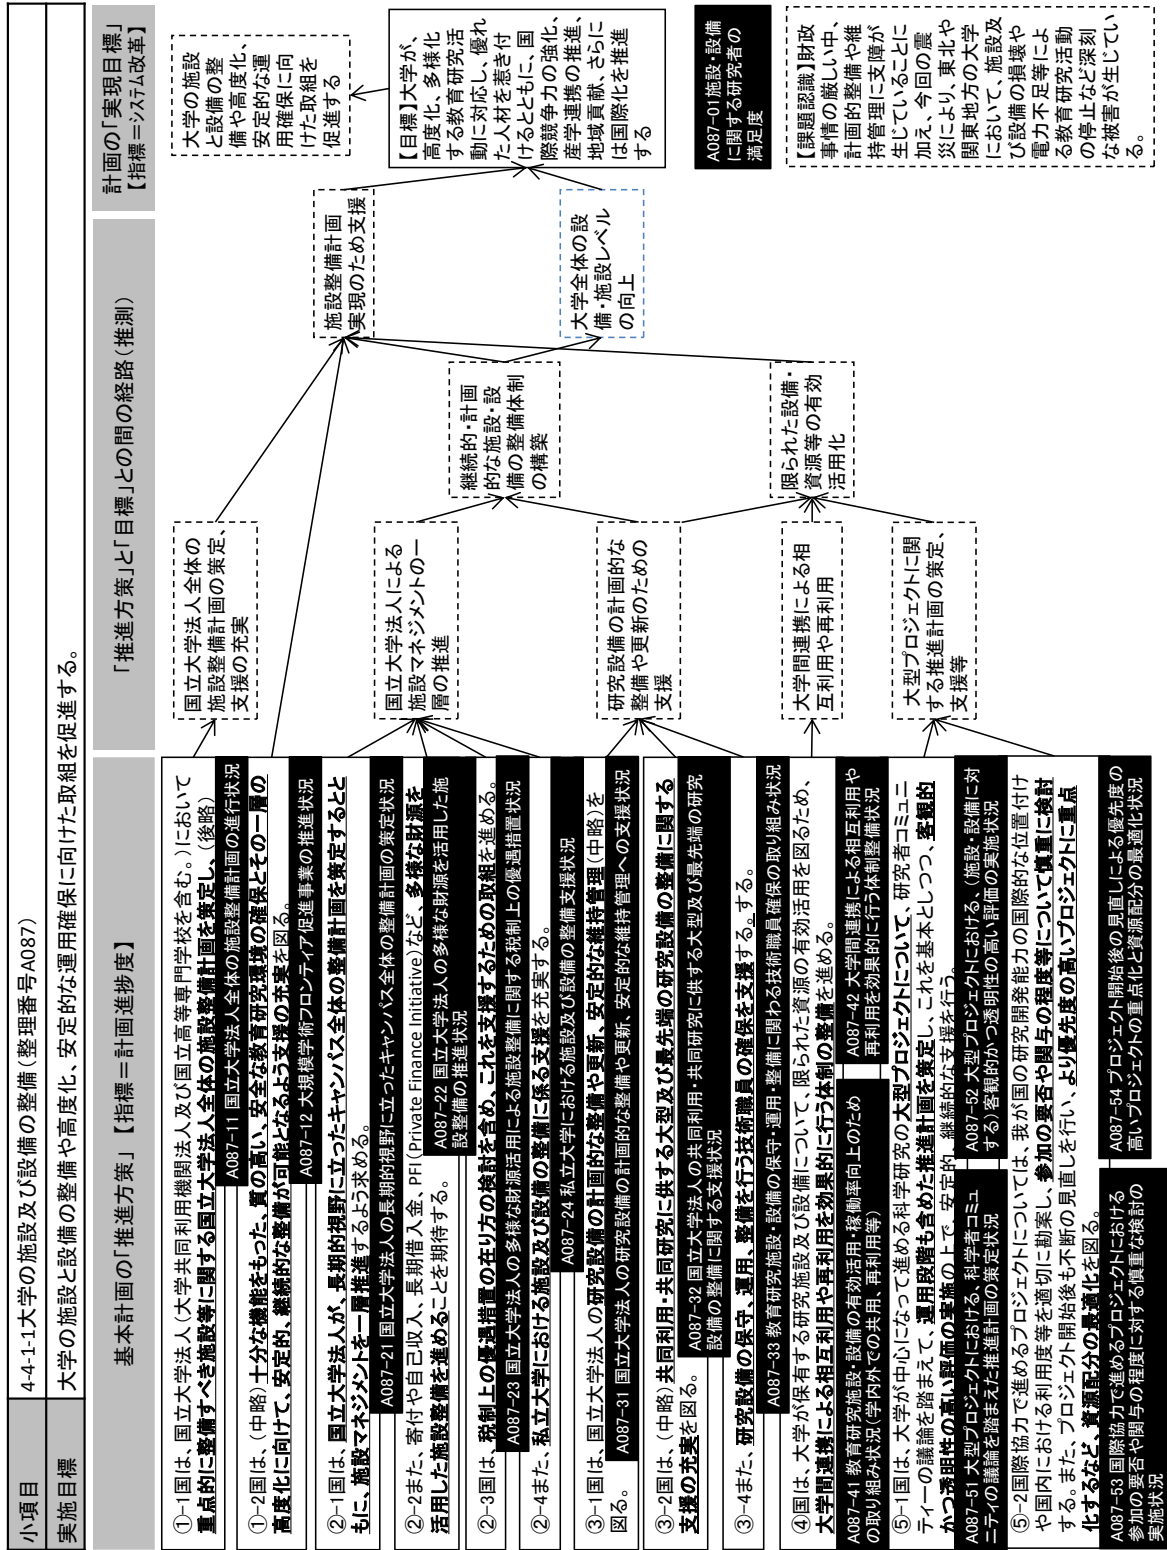 小項目
4-4-1-1大学の施設及び設備の整備(整理番号A087)
実施目標
大学の施設と設備の整備や高度化、安定的な運用確保に向けた取組を促進する。
基本計画の「推進方策」【指標=計画進捗度】
「推進方策」と「目標」との間の経路(推測)
計画の「実現目標」
【指標=システム改革】
①-1国は、国立大学法人(大学共同利用機関法人及び国立高等専門学校を含む。)において
重点的に整備すべき施設等に関する国立大学法人全体の施設整備計画を策定し、(後略)
A087-11 国立大学法人全体の施設整備計画の進行状況
①-2国は、(中略)十分な機能をもった、質の高い、安全な教育研究環境の確保とその一層の
高度化に向けて、安定的、継続的な整備が可能となるよう支援の充実を図る。
A087-12 大規模学術フロンティア促進事業の推進状況
②-1国は、国立大学法人が、長期的視野に立ったキャンパス全体の整備計画を策定するとと
もに、施設マネジメントを一層推進するよう求める。
A087-21 国立大学法人の長期的視野に立ったキャンパス全体の整備計画の策定状況
②-2また、寄付や自己収入、長期借入金、PFI(Private Finance Initiative)など、多様な財源を
活用した施設整備を進めることを期待する。
A087-22 国立大学法人の多様な財源を活用した施
設整備の推進状況
②-3国は、税制上の優遇措置の在り方の検討を含め、これを支援するための取組を進める。
A087-23 国立大学法人の多様な財源活用による施設整備に関する税制上の優遇措置状況
②-4また、私立大学における施設及び設備の整備に係る支援を充実する。
A087-24 私立大学における施設及び設備の整備支援状況
③-1国は、国立大学法人の研究設備の計画的な整備や更新、安定的な維持管理(中略)を
図る。
A087-31 国立大学法人の研究設備の計画的な整備や更新、安定的な維持管理への支援状況
③-2国は、(中略)共同利用・共同研究に供する大型及び最先端の研究設備の整備に関する
支援の充実を図る。
A087-32 国立大学法人の共同利用・共同研究に供する大型及び最先端の研究
設備の整備に関する支援状況
③-4また、研究設備の保守、運用、整備を行う技術職員の確保を支援する。する。
A087-33 教育研究施設・設備の保守・運用・整備に関わる技術職員確保の取り組み状況
④国は、大学が保有する研究施設及び設備について、限られた資源の有効活用を図るため、
大学間連携による相互利用や再利用を効果的に行う体制の整備を進める。
A087-41 教育研究施設・設備の有効活用・稼働率向上のため
の取り組み状況(学内外での共用、再利用等)
A087-42 大学間連携による相互利用や
再利用を効果的に行う体制整備状況
⑤-1国は、大学が中心になって進める科学研究の大型プロジェクトについて、研究者コミュニ
ティーの議論を踏まえて、運用段階も含めた推進計画を策定し、これを基本としつつ、客観的
かつ透明性の高い評価の実施の上で、安定的、継続的な支援を行う。
A087-51 大型プロジェクトにおける、科学者コミュ
ニティの議論を踏まえた推進計画の策定状況
A087-52 大型プロジェクトにおける、(施設・設備に対
する)客観的かつ透明性の高い評価の実施状況
⑤-2国際協力で進めるプロジェクトについては、我が国の研究開発能力の国際的な位置付け
や国内における利用度等を適切に勘案し、参加の要否や関与の程度等について慎重に検討
する。また、プロジェクト開始後も不断の見直しを行い、より優先度の高いプロジェクトに重点
化するなど、資源配分の最適化を図る。
A087-53 国際協力で進めるプロジェクトにおける
参加の要否や関与の程度に対する慎重な検討の
実施状況
A087-54 プロジェクト開始後の見直しによる優先度の
高いプロジェクトの重点化と資源配分の最適化状況
国立大学法人全体の
施設整備計画の策定、
支援の充実
国立大学法人による
施設マネジメントの一
層の推進
研究設備の計画的な
整備や更新のための
支援
大学間連携による相
互利用や再利用
大型プロジェクトに関
する推進計画の策定、
支援等
継続的・計画
的な施設・設
備の整備体制
の構築
限られた設備・
資源等の有効
活用化
施設整備計画
実現のため支援
大学全体の設
備・施設レベル
の向上
大学の施設
と設備の整
備や高度化、
安定的な運
用確保に向
けた取組を
促進する
【目標】大学が、
高度化、多様化
する教育研究活
動に対応し、優れ
た人材を惹き付
けるとともに、国
際競争力の強化、
産学連携の推進、
地域貢献、さらに
は国際化を推進
する
A087-01施設・設備
に関する研究者の
満足度
【課題認識】財政
事情の厳しい中、
計画的整備や維
持管理に支障が
生じていることに
加え、今回の震
災により、東北や
関東地方の大学
において、施設及
び設備の損壊や
電力不足等によ
る教育研究活動
の停止など深刻
な被害が生じてい
る。